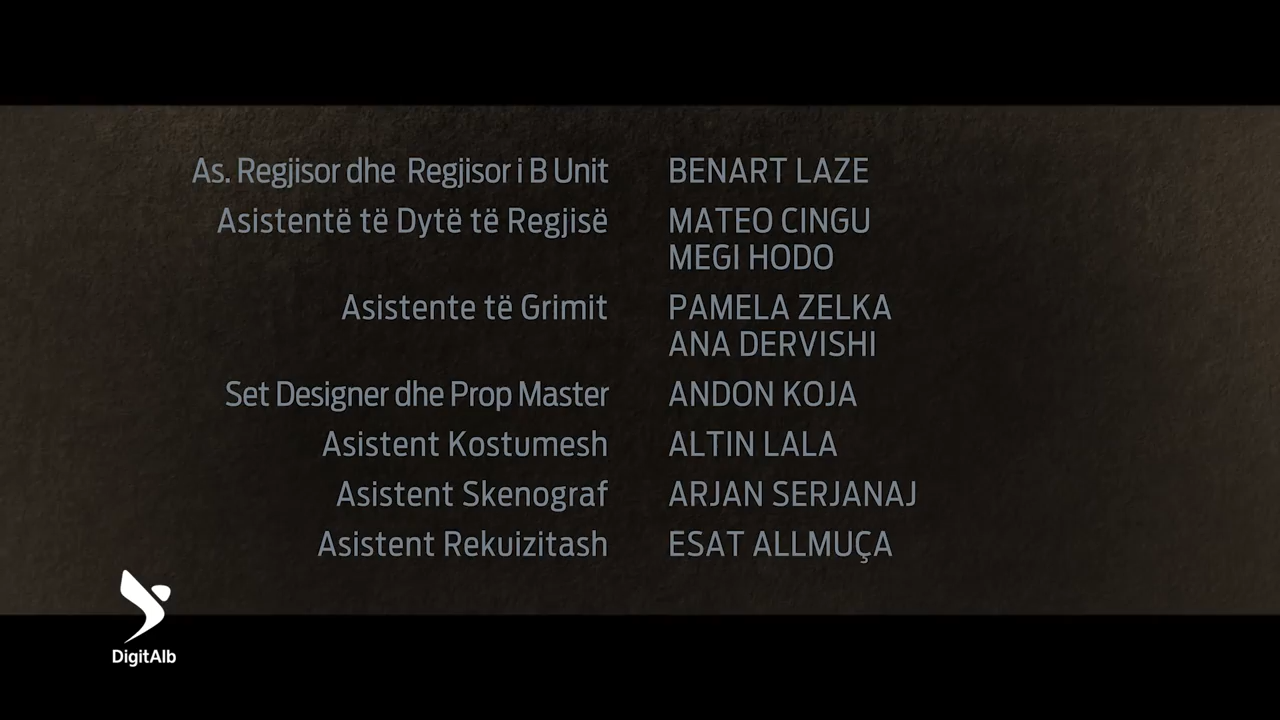 As. Regjisor dhe Regjisor i B Unit BENART LAZE
Asistentë të Dytë të Regjisë MATEO CINGU
MEGI HODO
Asistente të Grimit PAMELA ZELKA
ANA DERVISHI
Set Designer dhe Prop Master ANDON KOJA
Asistent Kostumesh ALTIN LALA
Asistent Skenograf ARJAN SERJANAJ
Asistent Rekuizitash ESAT ALLMUÇA
DigitAlb